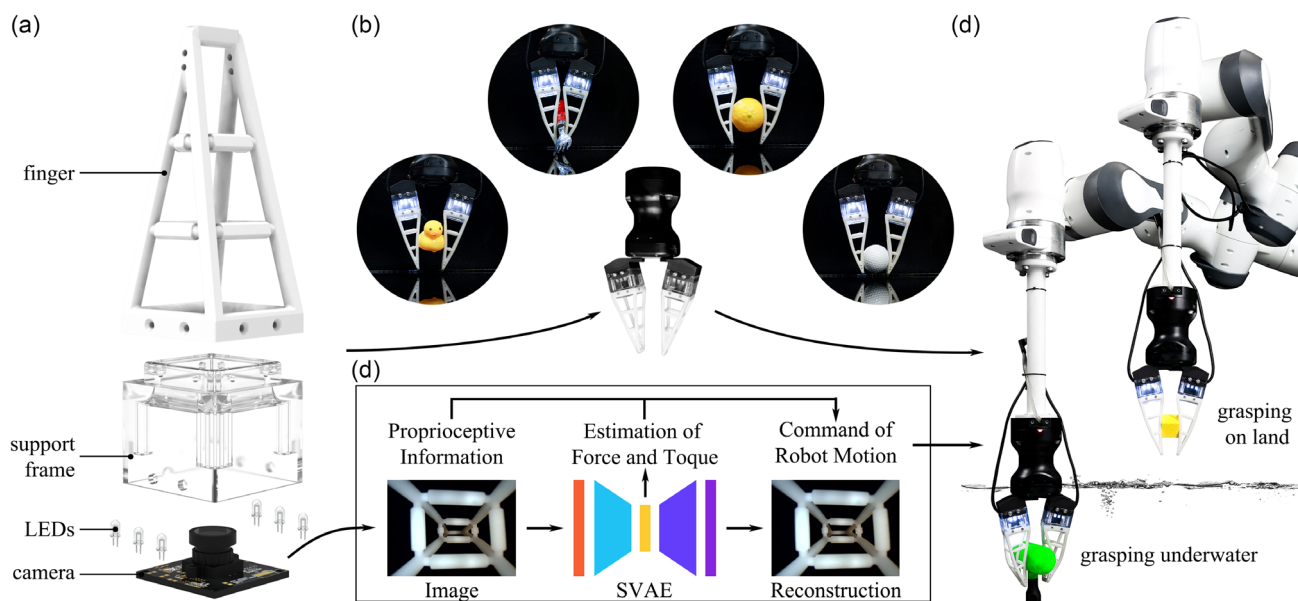 (a)
finger
support
frame
LEDs
camera
(b)
(d)
Proprioceptive
Information
Estimation of
Force and Toque
Command of
Robot Motion
Image
SVAE
Reconstruction
(d)
grasping
on land
grasping underwater